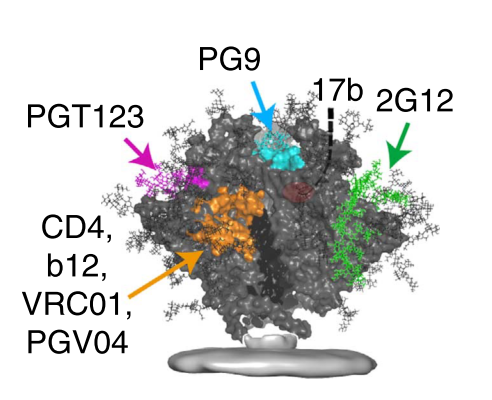 PG9
17b
2G12
PGT123
CD4,
b12,
VRC01,
PGV04